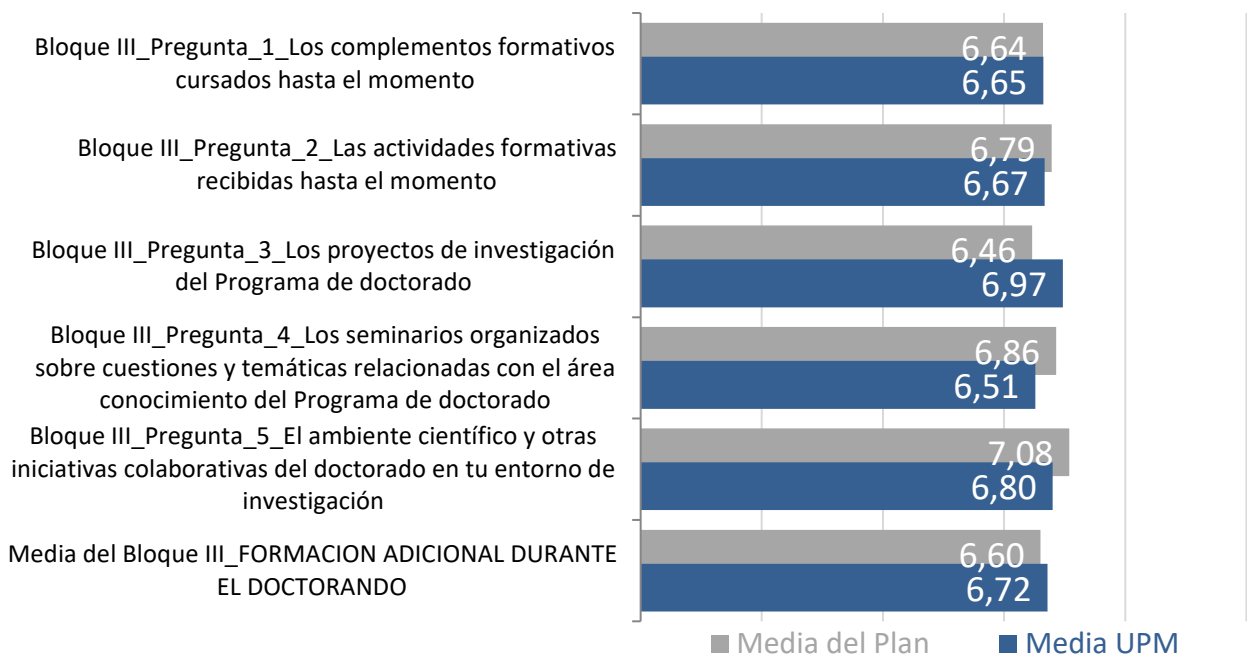 Bloque III_Pregunta_1_Los complementos formativos
cursados hasta el momento
6,64
6,65
Bloque III_Pregunta_2_Las actividades formativas
recibidas hasta el momento
6,79
6,67
Bloque III_Pregunta_3_Los proyectos de investigación
del Programa de doctorado
6,46
6,97
Bloque III_Pregunta_4_Los seminarios organizados
sobre cuestiones y temáticas relacionadas con el área
conocimiento del Programa de doctorado
6,86
6,51
Bloque III_Pregunta_5_El ambiente científico y otras
iniciativas colaborativas del doctorado en tu entorno de
investigación
7,08
6,80
Media del Bloque III_FORMACION ADICIONAL DURANTE
EL DOCTORANDO
6,60
6,72
Media del Plan
Media UPM